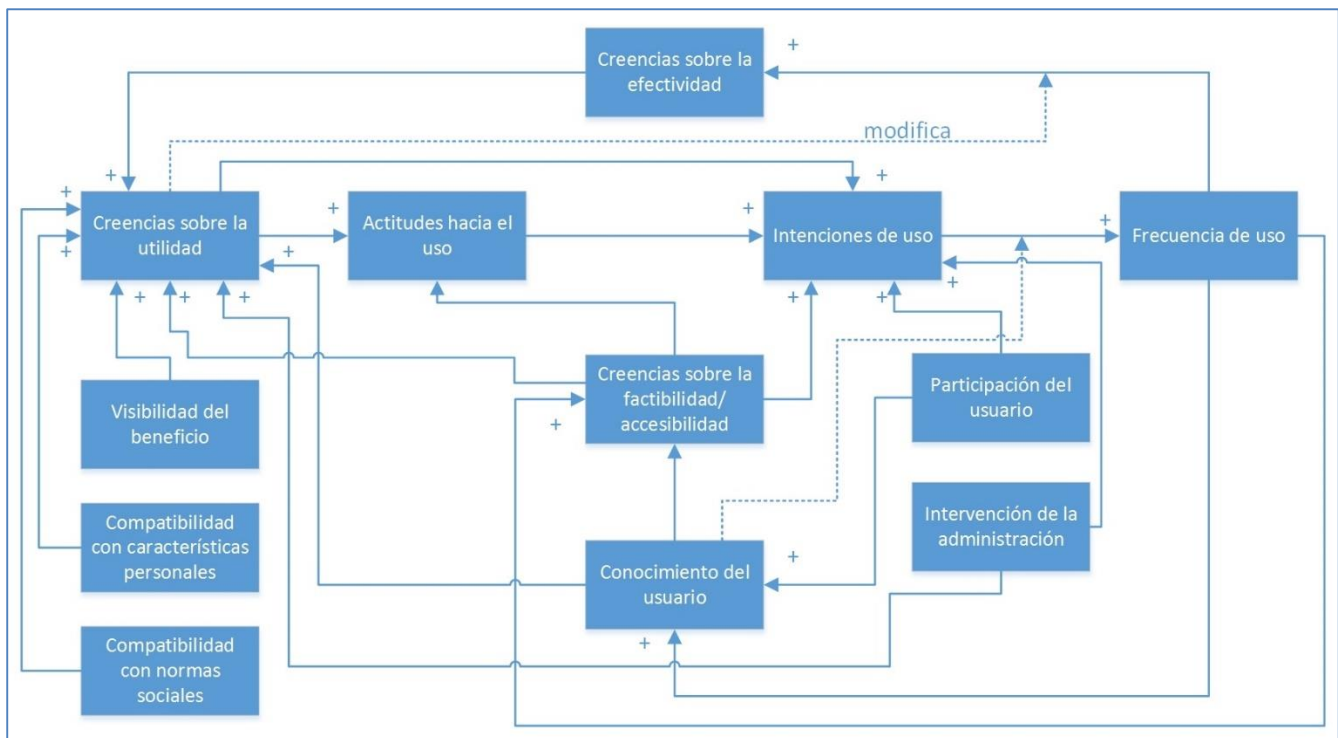 Creencias sobre la
efectividad
+
modifica
+
+
+
Creencias sobre la
utilidad
+
+
Actitudes hacia el
uso
+
+
Intenciones de uso
+
Frecuencia de uso
+
+
+
+
+
+
+
Visibilidad del
beneficio
Creencias sobre la
factibilidad/
accesibilidad
+
Participación del
usuario
Compatibilidad
con características
personales
Intervención de la
administración
Conocimiento del
usuario
+
+
Compatibilidad
con normas
sociales